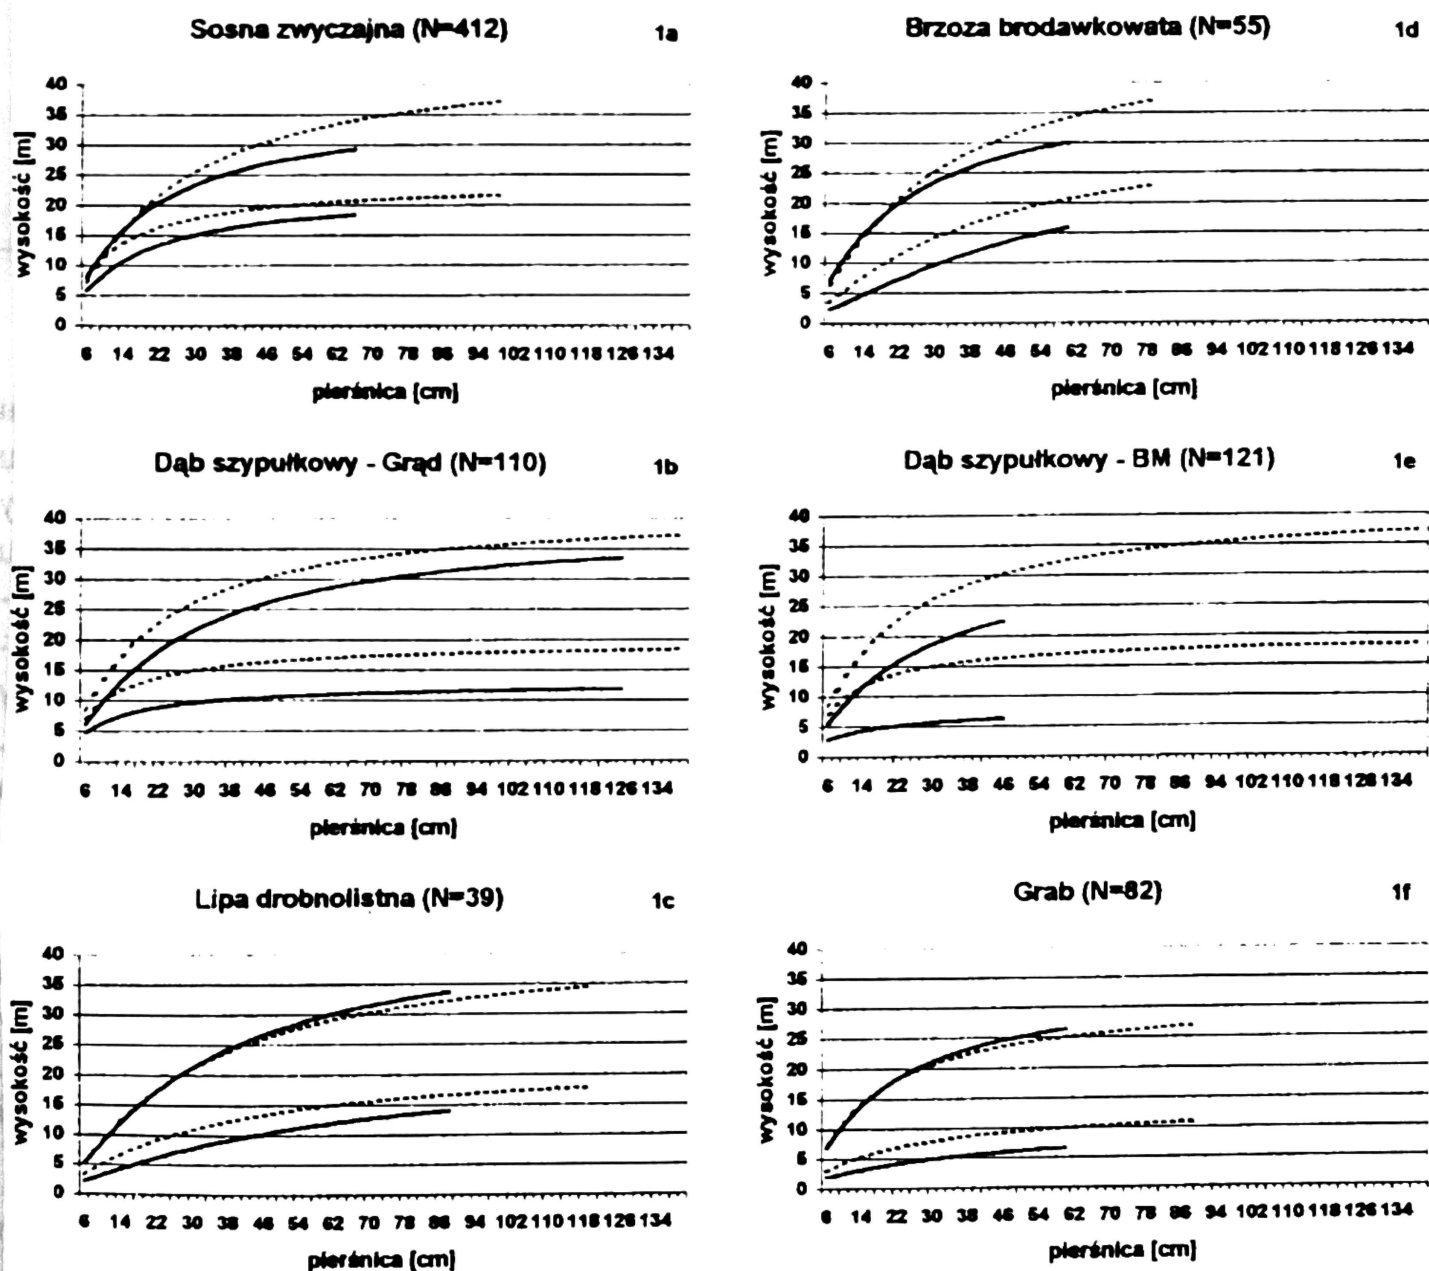 Sosna zwyczajna (N=412) 1a
wysokość [m]
40
35
30
25
20
15
10
5
0
6 14 22 30 38 46 54 62 70 78 86 94 102 110 118 126 134
pierśnica [cm]
Brzoza brodawkowata (N=55) 1d
wysokość [m]
40
35
30
25
20
15
10
5
0
6 14 22 30 38 46 54 62 70 78 86 94 102 110 118 126 134
pierśnica [cm]
Dąb szypułkowy - Grąd (N=110) 1b
wysokość [m]
40
35
30
25
20
15
10
5
0
6 14 22 30 38 46 54 62 70 78 86 94 102 110 118 126 134
pierśnica [cm]
Dąb szypułkowy - BM (N=121) 1e
wysokość [m]
40
35
30
25
20
15
10
5
0
6 14 22 30 38 46 54 62 70 78 86 94 102 110 118 126 134
pierśnica [cm]
Lipa drobnolistna (N=39) 1c
wysokość [m]
40
35
30
25
20
15
10
5
0
6 14 22 30 38 46 54 62 70 78 86 94 102 110 118 126 134
pierśnica [cm]
Grab (N=82) 1f
wysokość [m]
40
35
30
25
20
15
10
5
0
6 14 22 30 38 46 54 62 70 78 86 94 102 110 118 126 134
pierśnica [cm]